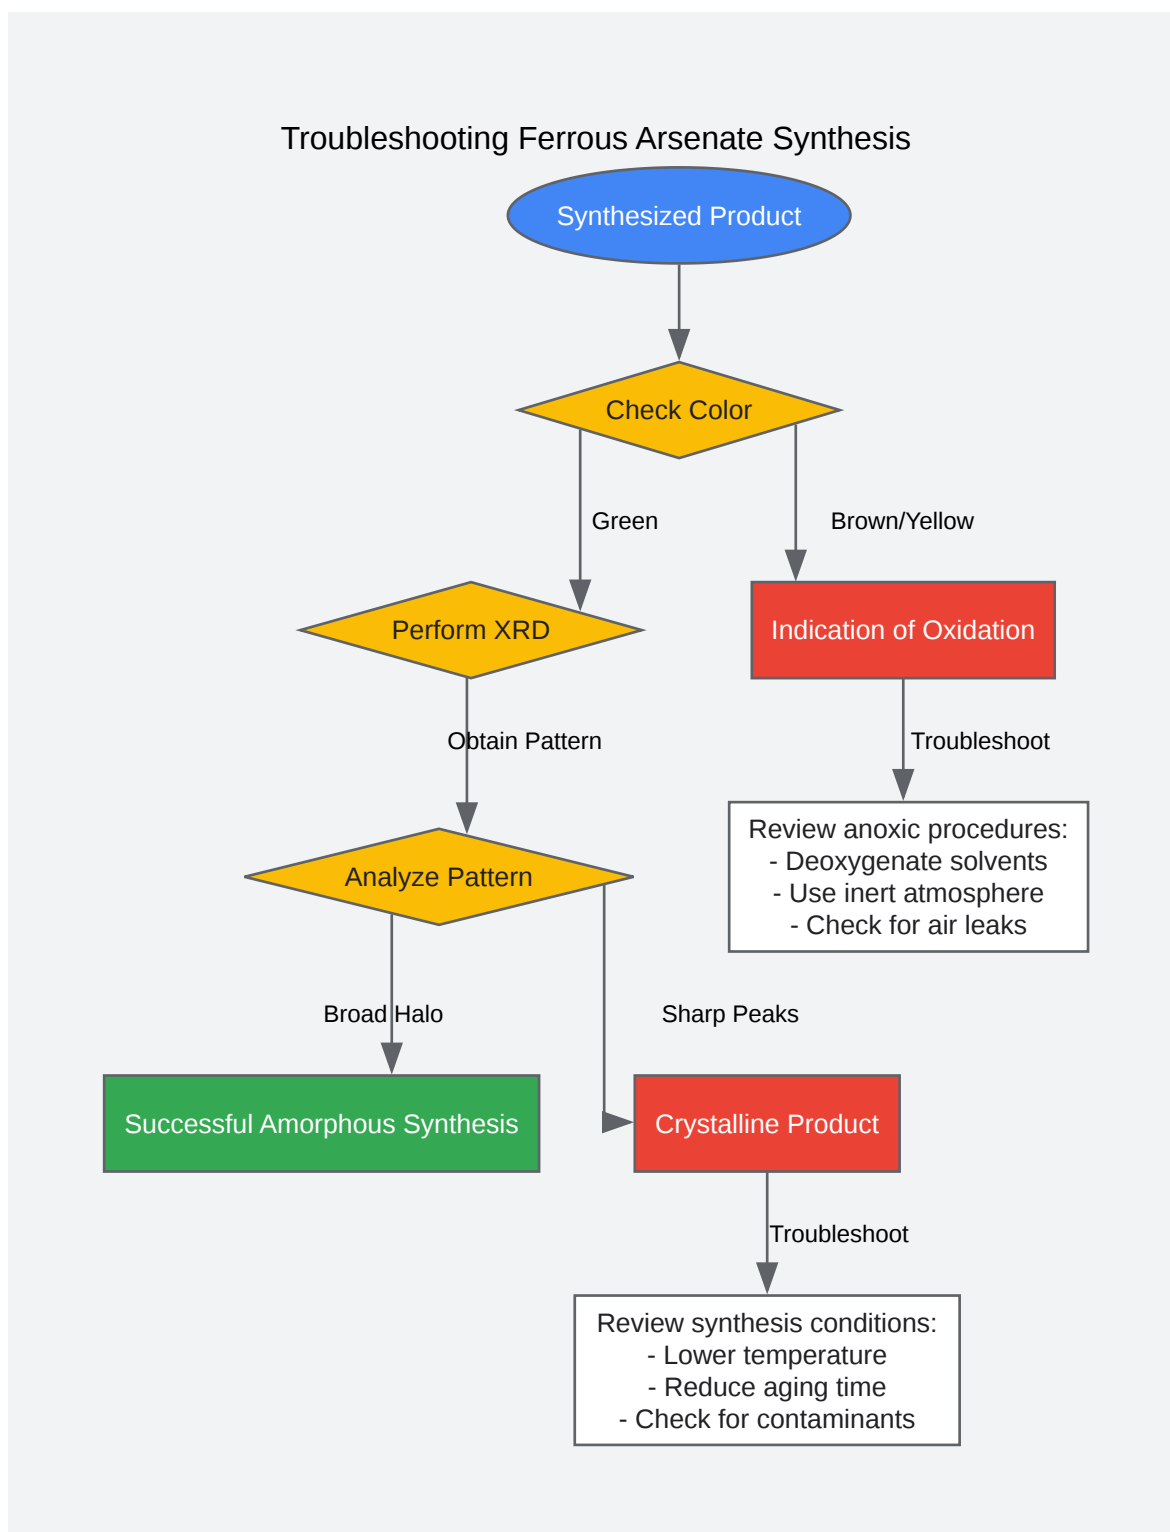 Troubleshooting Ferrous Arsenate Synthesis
Synthesized Product
Check Color
Green
Brown/Yellow
Perform XRD
Indication of Oxidation
Obtain Pattern
Troubleshoot
Review anoxic procedures:
- Deoxygenate solvents
- Use inert atmosphere
- Check for air leaks
Analyze Pattern
Broad Halo
Sharp Peaks
Successful Amorphous Synthesis
Crystalline Product
Troubleshoot
Review synthesis conditions:
- Lower temperature
- Reduce aging time
- Check for contaminants